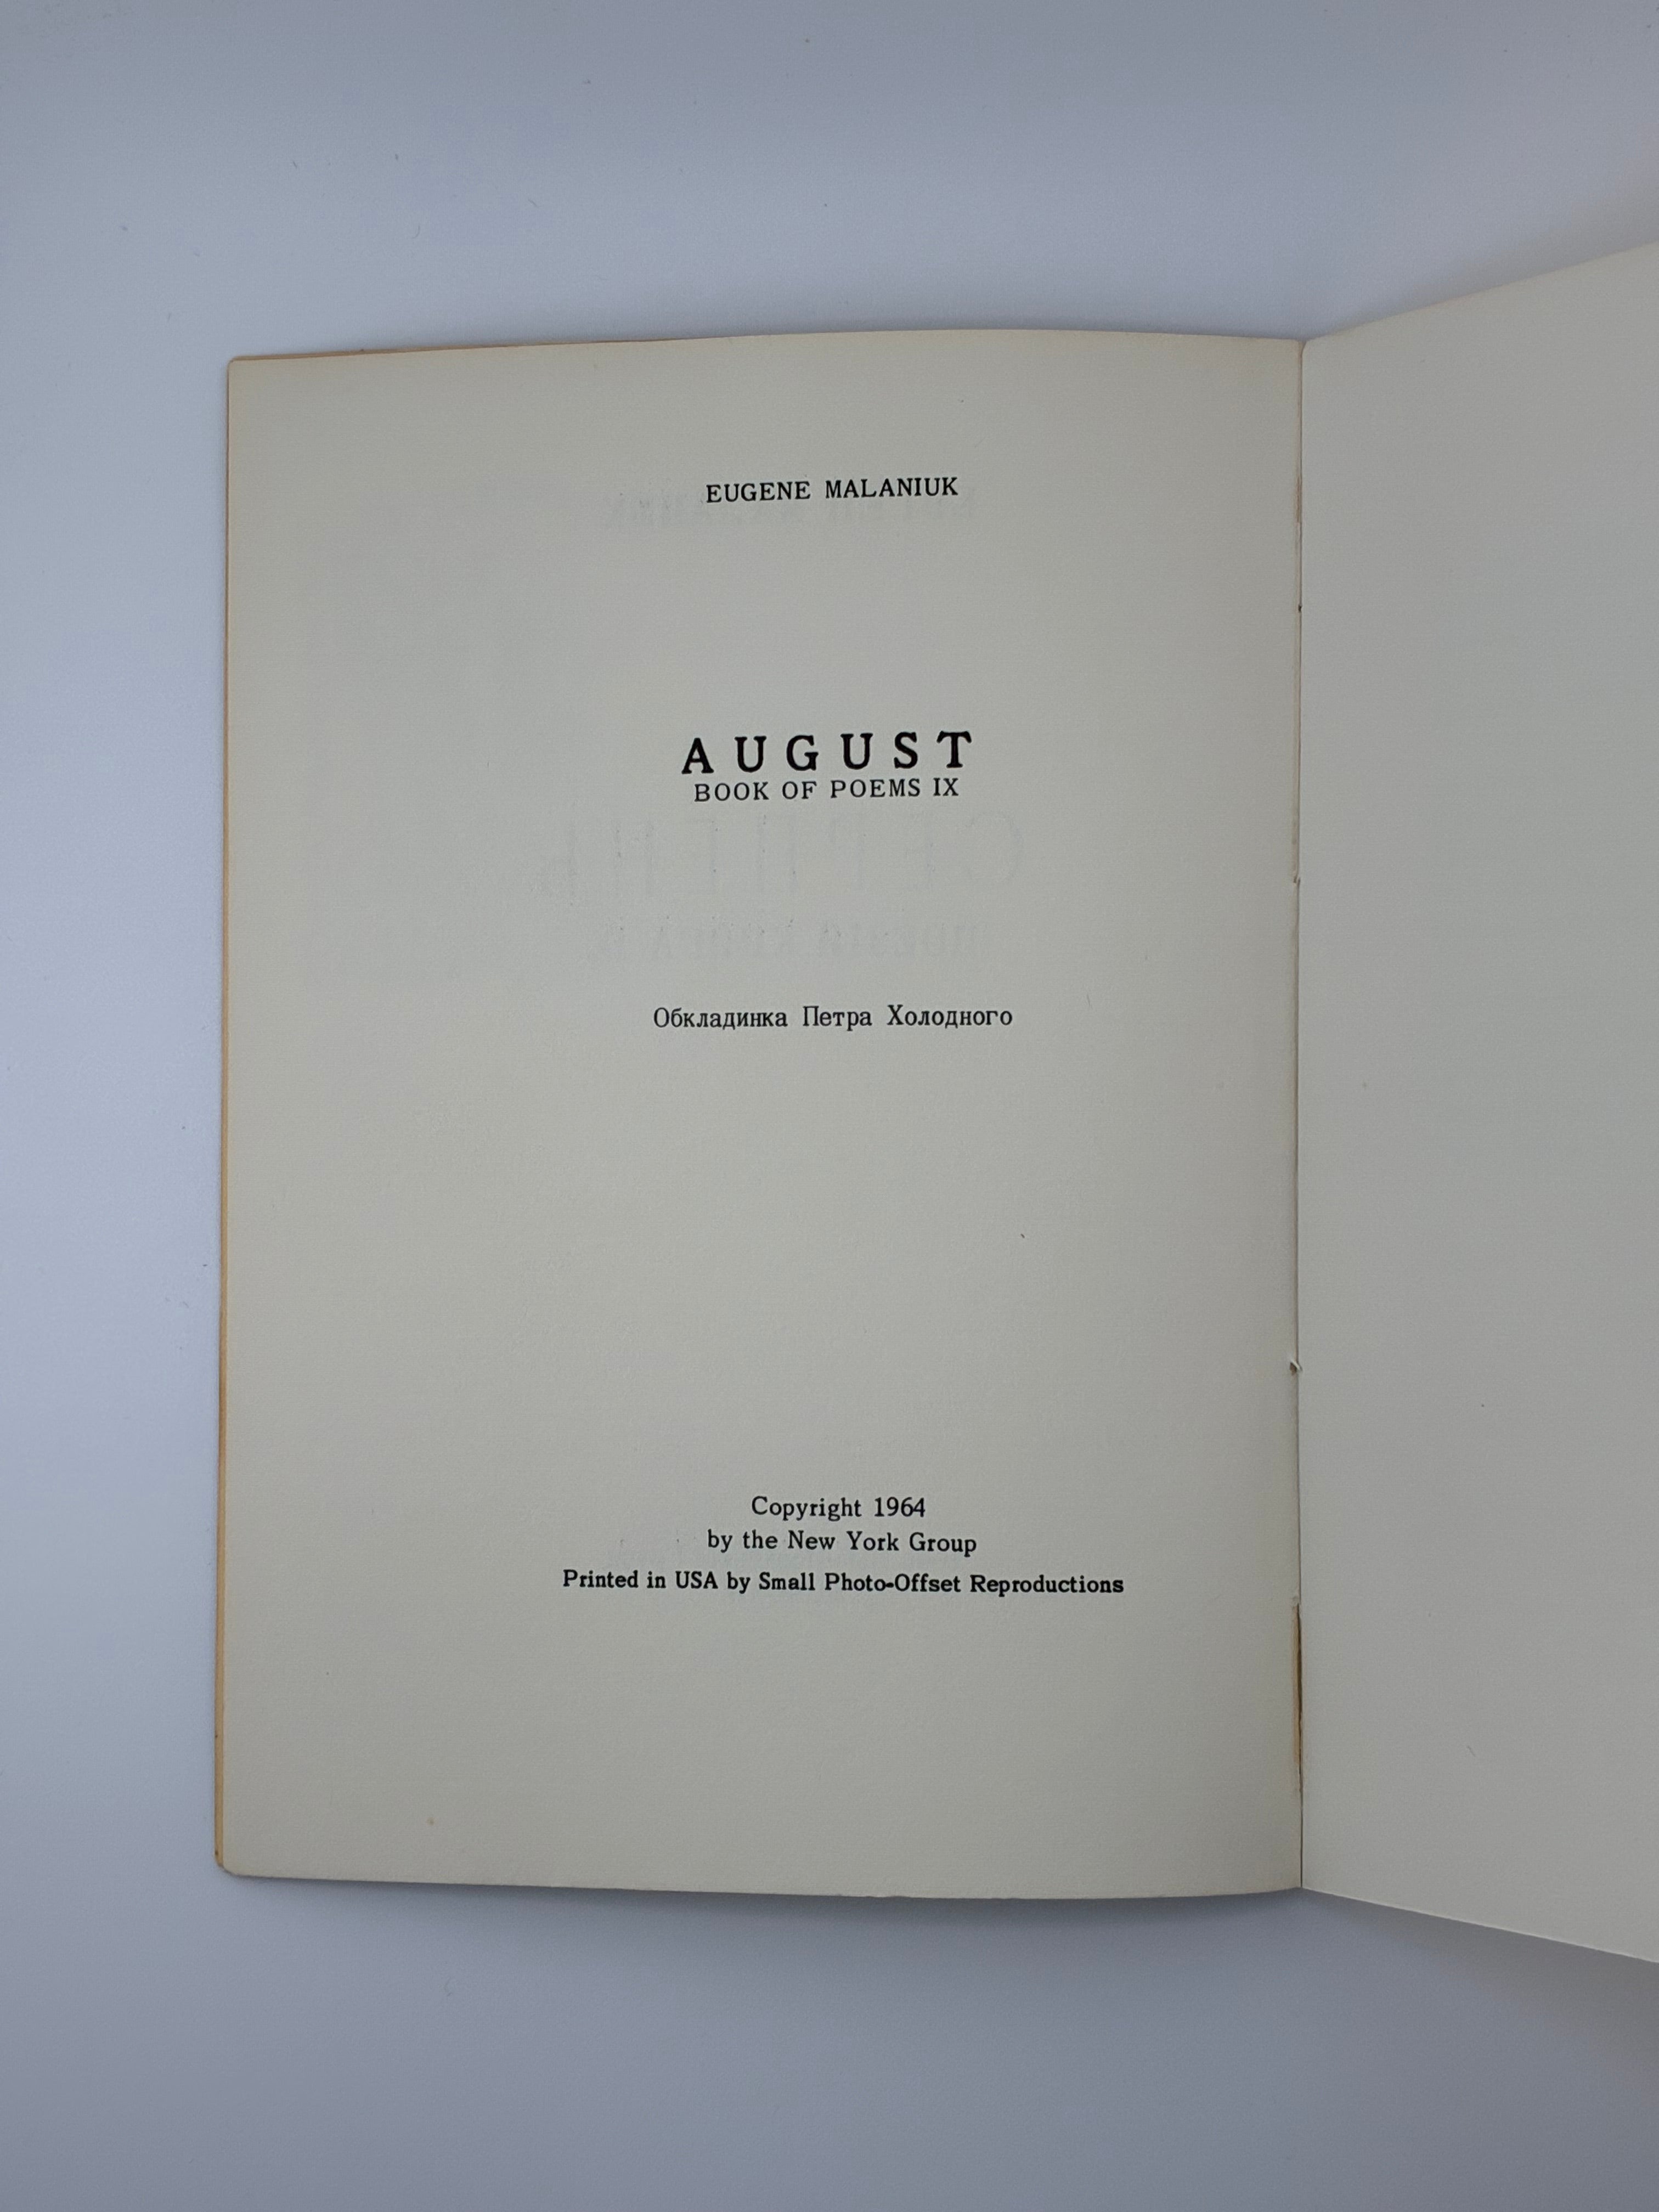 EUGENE MALANIUK
AUGUST
BOOK OF POEMS IX
Обкладинка Петра Холодного
Copyright 1964
by the New York Group
Printed in USA by Small Photo-Offset Reproductions